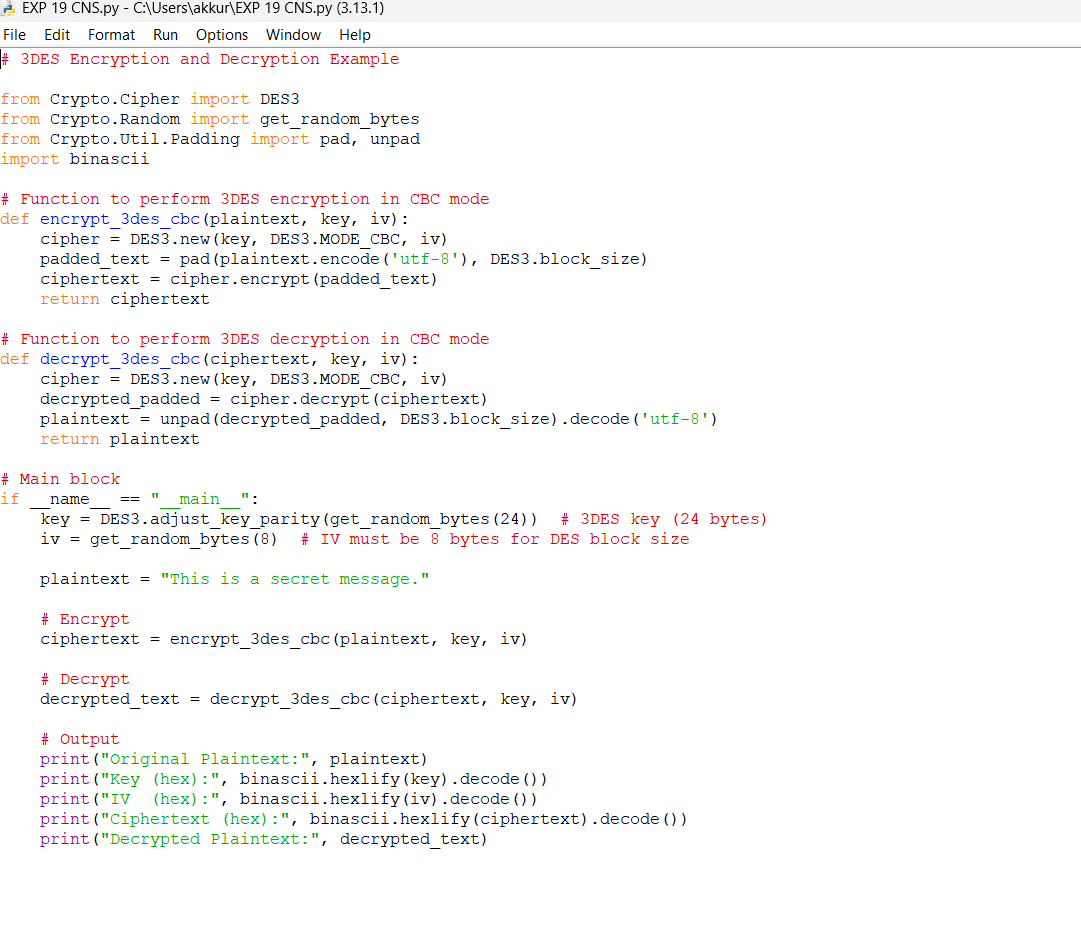 EXP 19 CNS.py - C:\Users\akkur\EXP 19 CNS.py (3.13.1)
File Edit Format Run Options Window Help
# 3DES Encryption and Decryption Example
from Crypto.Cipher import DES3
from Crypto.Random import get_random_bytes
from Crypto.Util.Padding import pad, unpad
import binascii
# Function to perform 3DES encryption in CBC mode
def encrypt_3des_cbc(plaintext, key, iv):
    cipher = DES3.new(key, DES3.MODE_CBC, iv)
    padded_text = pad(plaintext.encode('utf-8'), DES3.block_size)
    ciphertext = cipher.encrypt(padded_text)
    return ciphertext
# Function to perform 3DES decryption in CBC mode
def decrypt_3des_cbc(ciphertext, key, iv):
    cipher = DES3.new(key, DES3.MODE_CBC, iv)
    decrypted_padded = cipher.decrypt(ciphertext)
    plaintext = unpad(decrypted_padded, DES3.block_size).decode('utf-8')
    return plaintext
# Main block
if __name__ == "__main__":
    key = DES3.adjust_key_parity(get_random_bytes(24))  # 3DES key (24 bytes)
    iv = get_random_bytes(8)  # IV must be 8 bytes for DES block size
    plaintext = "This is a secret message."
    # Encrypt
    ciphertext = encrypt_3des_cbc(plaintext, key, iv)
    # Decrypt
    decrypted_text = decrypt_3des_cbc(ciphertext, key, iv)
    # Output
    print("Original Plaintext:", plaintext)
    print("Key (hex):", binascii.hexlify(key).decode())
    print("IV  (hex):", binascii.hexlify(iv).decode())
    print("Ciphertext (hex):", binascii.hexlify(ciphertext).decode())
    print("Decrypted Plaintext:", decrypted_text)